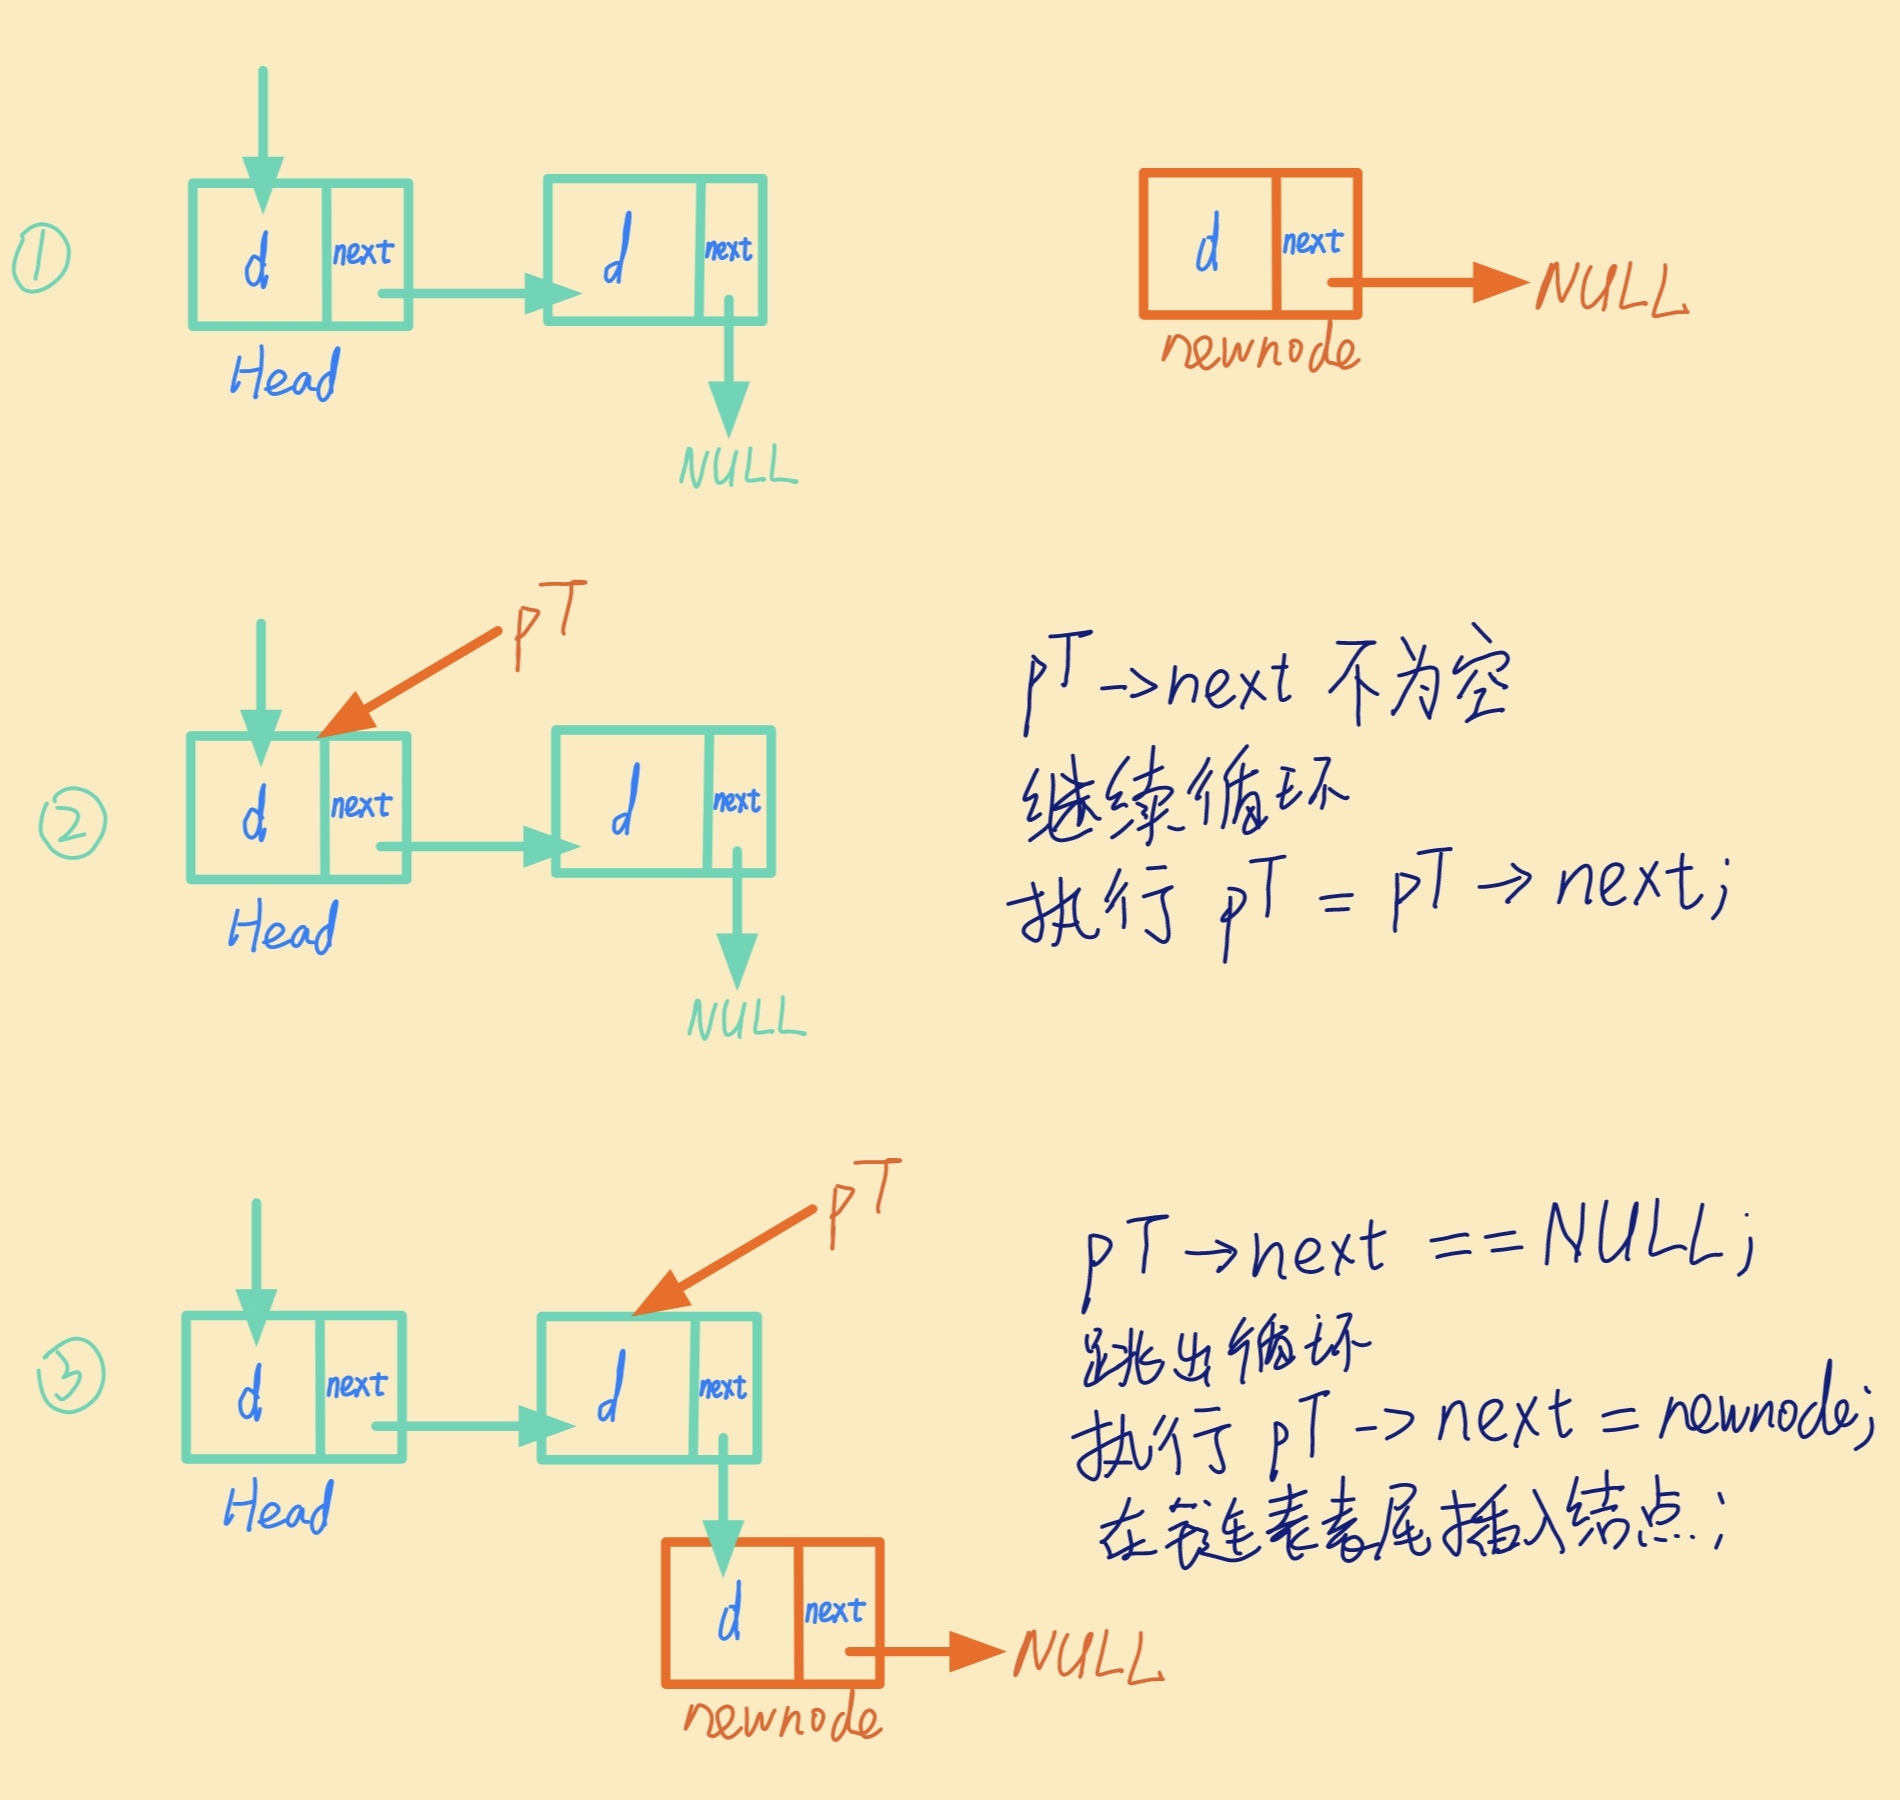 ①
d next
d next
Head
NULL
d next
NULL
newnode
②
pT
d next
d next
Head
NULL
pT->next 不为空
继续循环
执行 pT = pT->next;
③
pT
d next
d next
Head
d next
NULL
newnode
pT->next == NULL;
跳出循环
执行 pT->next = newnode;
在链表表尾插入结点;